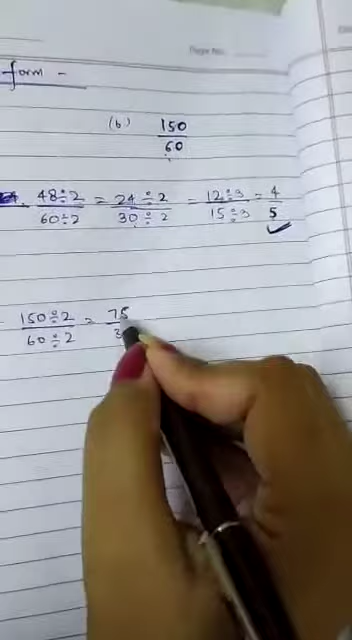 Page No.
form -
(b) 150/60
48÷2/60÷2 = 24÷2/30÷2 = 12÷3/15÷3 = 4/5
150÷2/60÷2 = 75/3